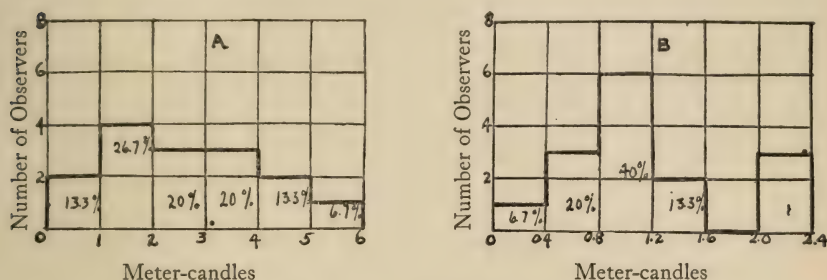 Number of Observers
8
6
4
2
0
A
13.3%
26.7%
20%
20%
13.3%
6.7%
0 1 2 3 4 5 6
Meter-candles
Number of Observers
8
6
4
2
B
6.7%
20%
40%
13.3%
0 0.4 0.8 1.2 1.6 2.0 2.4
Meter-candles